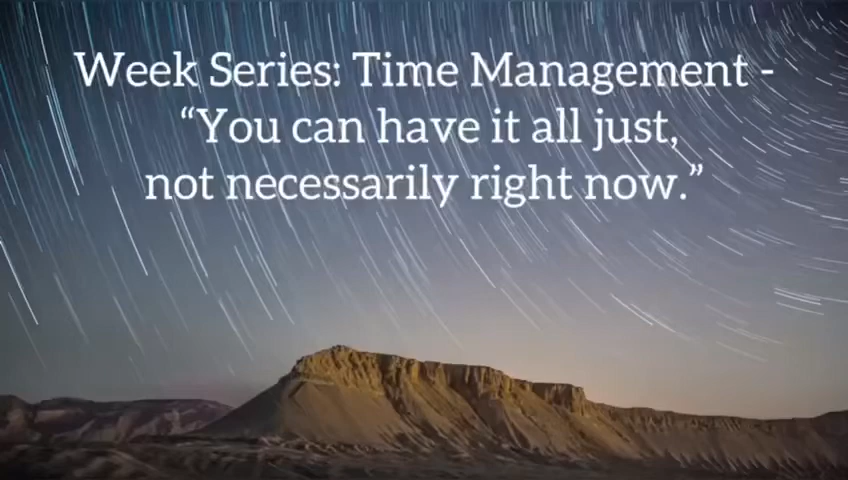 Week Series: Time Management -
“You can have it all just,
not necessarily right now.”